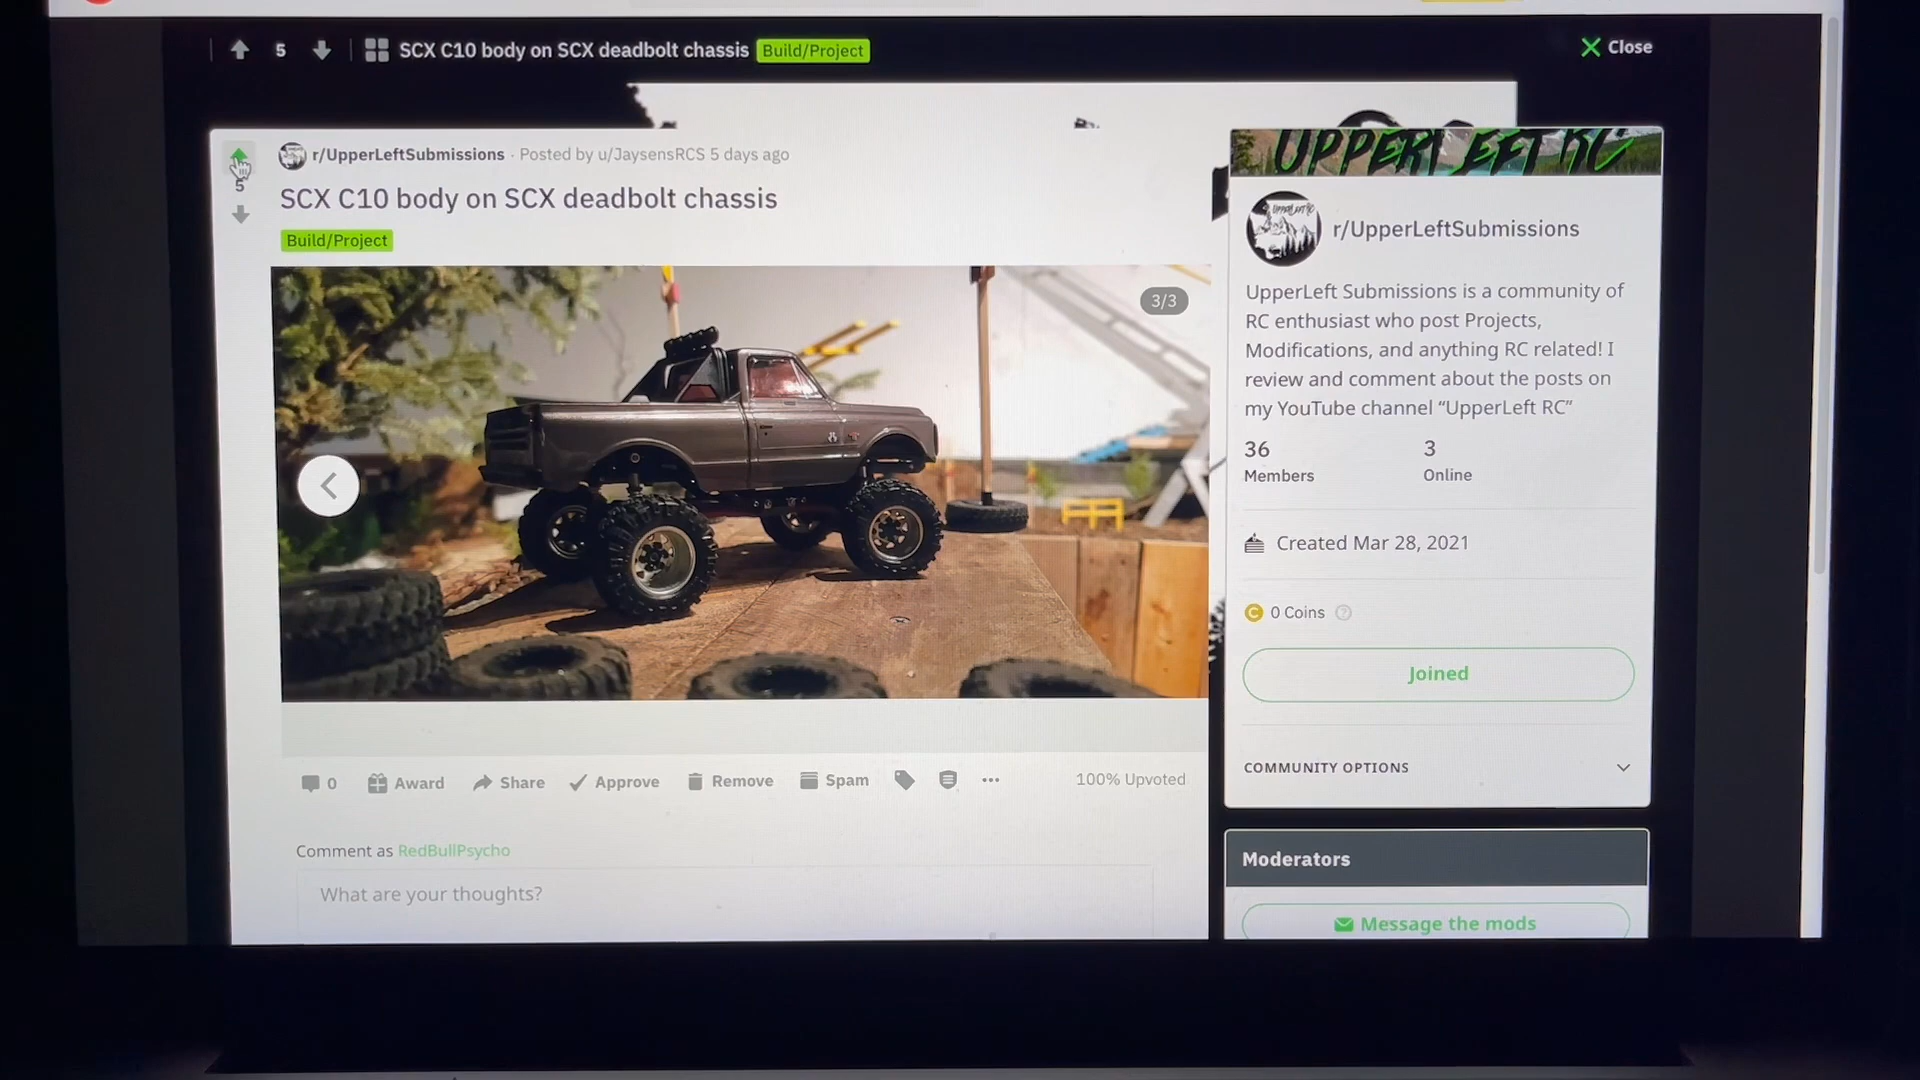 5 SCX C10 body on SCX deadbolt chassis Build/Project
Close
r/UpperLeftSubmissions · Posted by u/JaysensRCS 5 days ago
5
SCX C10 body on SCX deadbolt chassis
Build/Project
3/3
0 Award Share Approve Remove Spam 100% Upvoted
Comment as RedBullPsycho
What are your thoughts?
UPPERLEFT RC
r/UpperLeftSubmissions
UpperLeft Submissions is a community of
RC enthusiast who post Projects,
Modifications, and anything RC related! I
review and comment about the posts on
my YouTube channel “UpperLeft RC”
36 3
Members Online
Created Mar 28, 2021
C 0 Coins ?
Joined
COMMUNITY OPTIONS
Moderators
Message the mods